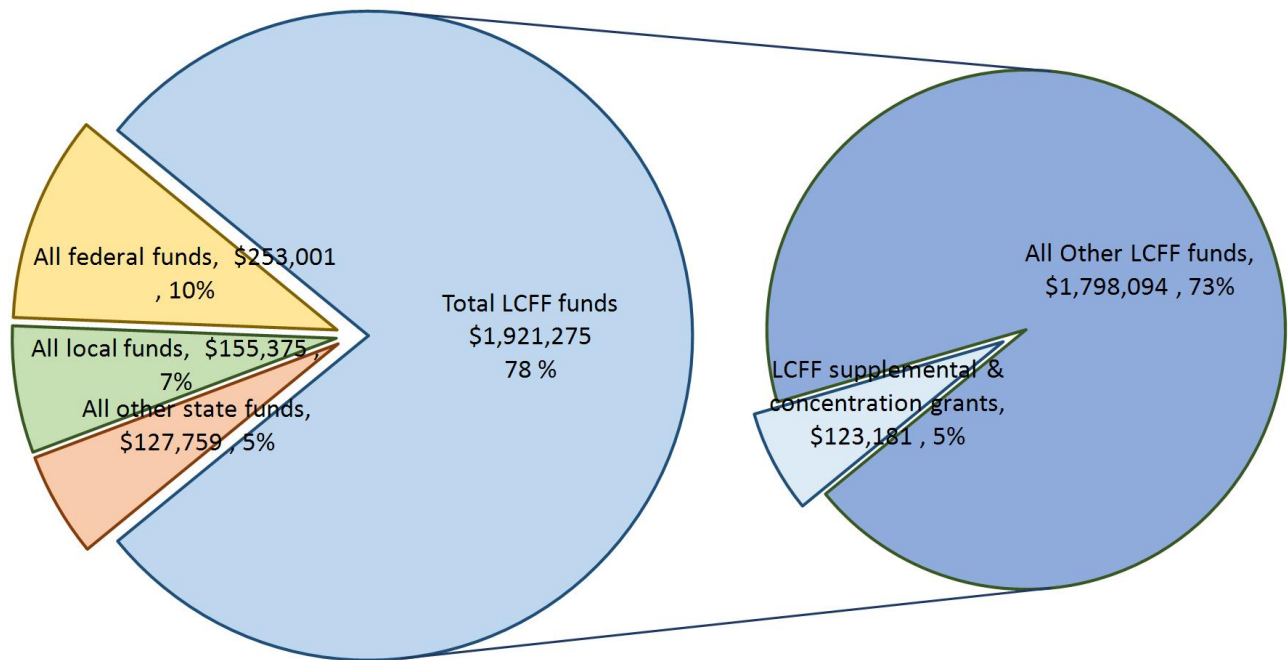 All federal funds,  $253,001
, 10%
All local funds,  $155,375 ,
7%
All other state funds,
$127,759 , 5%
Total LCFF funds
$1,921,275
78 %
All Other LCFF funds,
$1,798,094 , 73%
LCFF supplemental &
concentration grants,
$123,181 , 5%